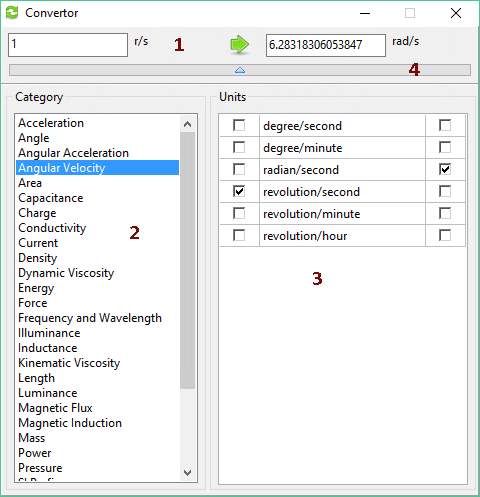 Convertor
1 r/s 1 6.28318306053847 rad/s
4
Category
Acceleration
Angle
Angular Acceleration
Angular Velocity
Area
Capacitance
Charge
Conductivity
Current
Density
Dynamic Viscosity
Energy
Force
Frequency and Wavelength
Illuminance
Inductance
Kinematic Viscosity
Length
Luminance
Magnetic Flux
Magnetic Induction
Mass
Power
Pressure
2
Units
degree/second
degree/minute
radian/second
revolution/second
revolution/minute
revolution/hour
3